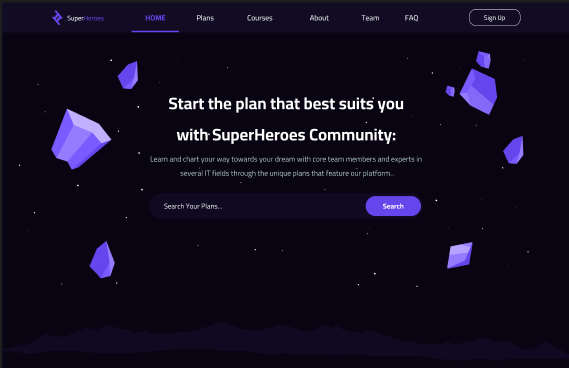 SuperHeroes
HOME
Plans
Courses
About
Team
FAQ
Sign Up
Start the plan that best suits you
with SuperHeroes Community:
Learn and chart your way towards your dream with core team members and experts in
several IT fields through the unique plans that feature our platform..
Search Your Plans...
Search